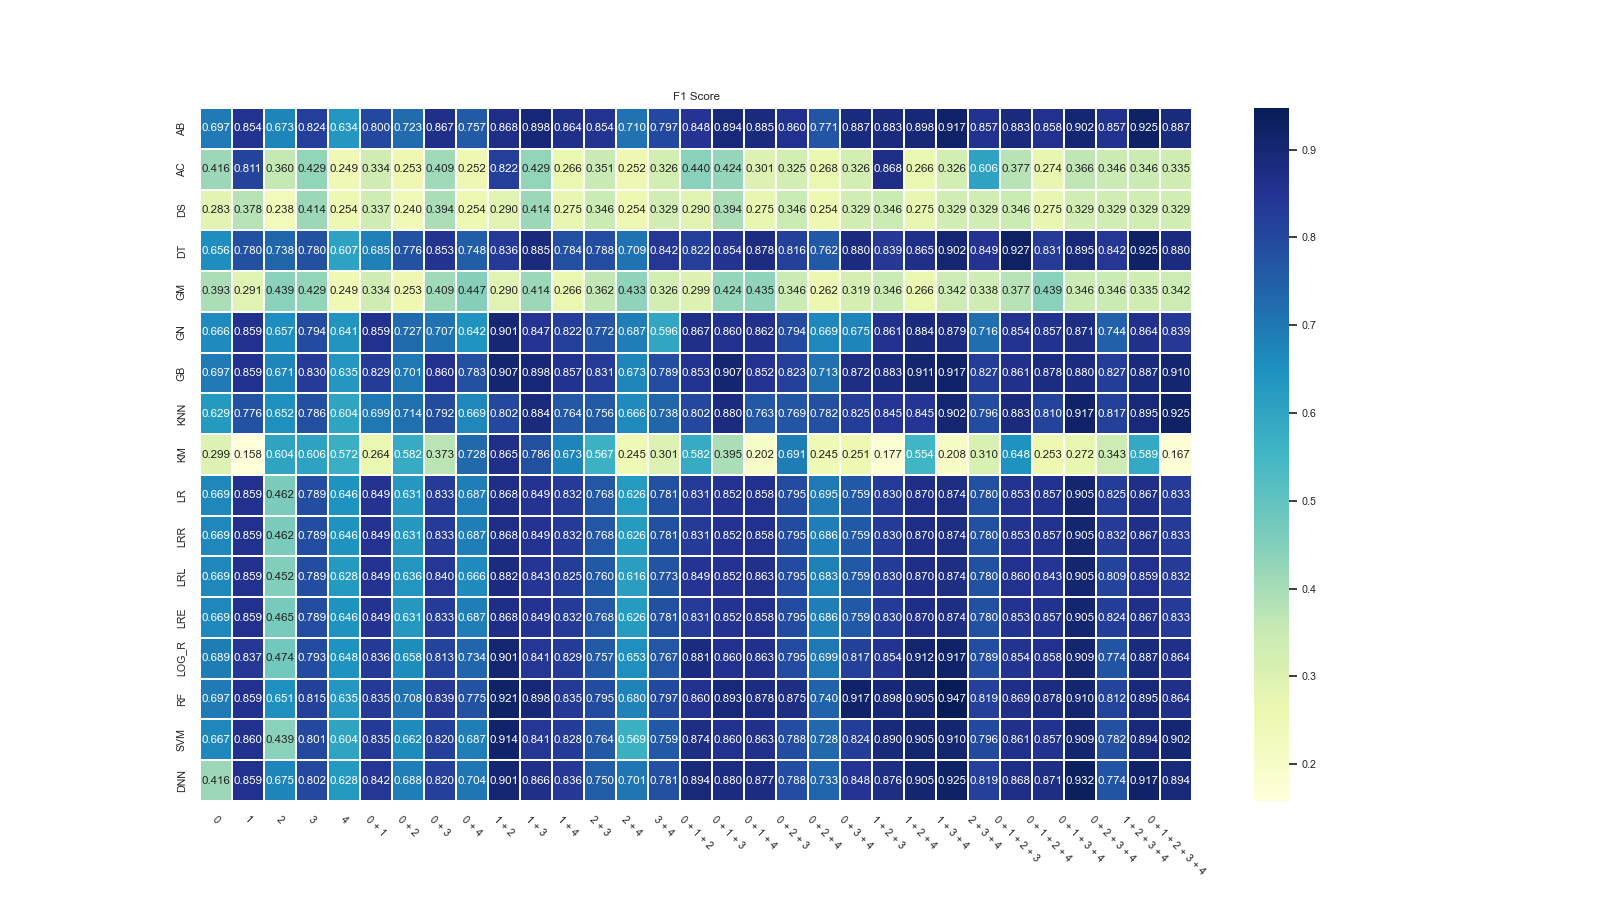 F1 Score
AB 0.697 0.854 0.673 0.824 0.634 0.800 0.723 0.867 0.757 0.868 0.898 0.864 0.854 0.710 0.797 0.848 0.894 0.885 0.860 0.771 0.887 0.883 0.898 0.917 0.857 0.883 0.858 0.902 0.857 0.925 0.887
AC 0.416 0.811 0.360 0.429 0.249 0.334 0.253 0.409 0.252 0.822 0.429 0.266 0.351 0.252 0.326 0.440 0.424 0.301 0.325 0.268 0.326 0.868 0.266 0.326 0.606 0.377 0.274 0.366 0.346 0.346 0.335
DS 0.283 0.378 0.238 0.414 0.254 0.337 0.240 0.394 0.254 0.290 0.414 0.275 0.346 0.254 0.329 0.290 0.394 0.275 0.346 0.254 0.329 0.346 0.275 0.329 0.329 0.346 0.275 0.329 0.329 0.329 0.329
DT 0.656 0.780 0.738 0.780 0.607 0.685 0.776 0.853 0.748 0.836 0.885 0.784 0.788 0.709 0.842 0.822 0.854 0.878 0.816 0.762 0.880 0.839 0.865 0.902 0.849 0.927 0.831 0.895 0.842 0.925 0.880
GM 0.393 0.291 0.439 0.429 0.249 0.334 0.253 0.409 0.447 0.290 0.414 0.266 0.362 0.433 0.326 0.299 0.424 0.435 0.346 0.262 0.319 0.346 0.266 0.342 0.338 0.377 0.439 0.346 0.346 0.335 0.342
GN 0.666 0.859 0.657 0.794 0.641 0.859 0.727 0.707 0.642 0.901 0.847 0.822 0.772 0.687 0.596 0.867 0.860 0.862 0.794 0.669 0.675 0.861 0.884 0.879 0.716 0.854 0.857 0.871 0.744 0.864 0.839
GB 0.697 0.859 0.671 0.830 0.635 0.829 0.701 0.860 0.783 0.907 0.898 0.857 0.831 0.673 0.789 0.853 0.907 0.852 0.823 0.713 0.872 0.883 0.911 0.917 0.827 0.861 0.878 0.880 0.827 0.887 0.910
KNN 0.629 0.776 0.652 0.786 0.604 0.699 0.714 0.792 0.669 0.802 0.884 0.764 0.756 0.666 0.738 0.802 0.880 0.763 0.769 0.782 0.825 0.845 0.845 0.902 0.796 0.883 0.810 0.917 0.817 0.895 0.925
KM 0.299 0.158 0.604 0.606 0.572 0.264 0.582 0.373 0.728 0.865 0.786 0.673 0.567 0.245 0.301 0.582 0.395 0.202 0.691 0.245 0.251 0.177 0.554 0.208 0.310 0.648 0.253 0.272 0.343 0.589 0.167
LR 0.669 0.859 0.462 0.789 0.646 0.849 0.631 0.833 0.687 0.868 0.849 0.832 0.768 0.626 0.781 0.831 0.852 0.858 0.795 0.695 0.759 0.830 0.870 0.874 0.780 0.853 0.857 0.905 0.825 0.867 0.833
LRR 0.669 0.859 0.462 0.789 0.646 0.849 0.631 0.833 0.687 0.868 0.849 0.832 0.768 0.626 0.781 0.831 0.852 0.858 0.795 0.686 0.759 0.830 0.870 0.874 0.780 0.853 0.857 0.905 0.832 0.867 0.833
LRL 0.669 0.859 0.452 0.789 0.628 0.849 0.636 0.840 0.666 0.882 0.843 0.825 0.760 0.616 0.773 0.849 0.852 0.863 0.795 0.683 0.759 0.830 0.870 0.874 0.780 0.860 0.843 0.905 0.809 0.859 0.832
LRE 0.669 0.859 0.465 0.789 0.646 0.849 0.631 0.833 0.687 0.868 0.849 0.832 0.768 0.626 0.781 0.831 0.852 0.858 0.795 0.686 0.759 0.830 0.870 0.874 0.780 0.853 0.857 0.905 0.824 0.867 0.833
LOG_R 0.689 0.837 0.474 0.793 0.648 0.836 0.658 0.813 0.734 0.901 0.841 0.829 0.757 0.653 0.767 0.881 0.860 0.863 0.795 0.699 0.817 0.854 0.912 0.917 0.789 0.854 0.858 0.909 0.774 0.887 0.864
RF 0.697 0.859 0.651 0.815 0.635 0.835 0.708 0.839 0.775 0.921 0.898 0.835 0.795 0.680 0.797 0.860 0.893 0.878 0.875 0.740 0.917 0.898 0.905 0.947 0.819 0.869 0.878 0.910 0.812 0.895 0.864
SVM 0.667 0.860 0.439 0.801 0.604 0.835 0.662 0.820 0.687 0.914 0.841 0.828 0.764 0.569 0.759 0.874 0.860 0.863 0.788 0.728 0.824 0.890 0.905 0.910 0.796 0.861 0.857 0.909 0.782 0.894 0.902
DNN 0.416 0.859 0.675 0.802 0.628 0.842 0.688 0.820 0.704 0.901 0.866 0.836 0.750 0.701 0.781 0.894 0.880 0.877 0.788 0.733 0.848 0.876 0.905 0.925 0.819 0.868 0.871 0.932 0.774 0.917 0.894
0
1
2
3
4
0 + 1
0 + 2
0 + 3
0 + 4
1 + 2
1 + 3
1 + 4
2 + 3
2 + 4
3 + 4
0 + 1 + 2
0 + 1 + 3
0 + 1 + 4
0 + 2 + 3
0 + 2 + 4
0 + 3 + 4
1 + 2 + 3
1 + 2 + 4
1 + 3 + 4
2 + 3 + 4
0 + 1 + 2 + 3
0 + 1 + 2 + 4
0 + 1 + 3 + 4
0 + 2 + 3 + 4
1 + 2 + 3 + 4
0 + 1 + 2 + 3 + 4
0.9
0.8
0.7
0.6
0.5
0.4
0.3
0.2